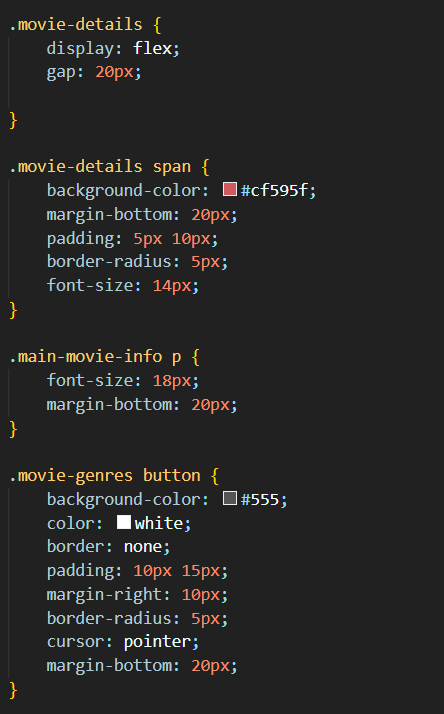 .movie-details {
    display: flex;
    gap: 20px;

}

.movie-details span {
    background-color: #cf595f;
    margin-bottom: 20px;
    padding: 5px 10px;
    border-radius: 5px;
    font-size: 14px;
}

.main-movie-info p {
    font-size: 18px;
    margin-bottom: 20px;
}

.movie-genres button {
    background-color: #555;
    color: white;
    border: none;
    padding: 10px 15px;
    margin-right: 10px;
    border-radius: 5px;
    cursor: pointer;
    margin-bottom: 20px;
}